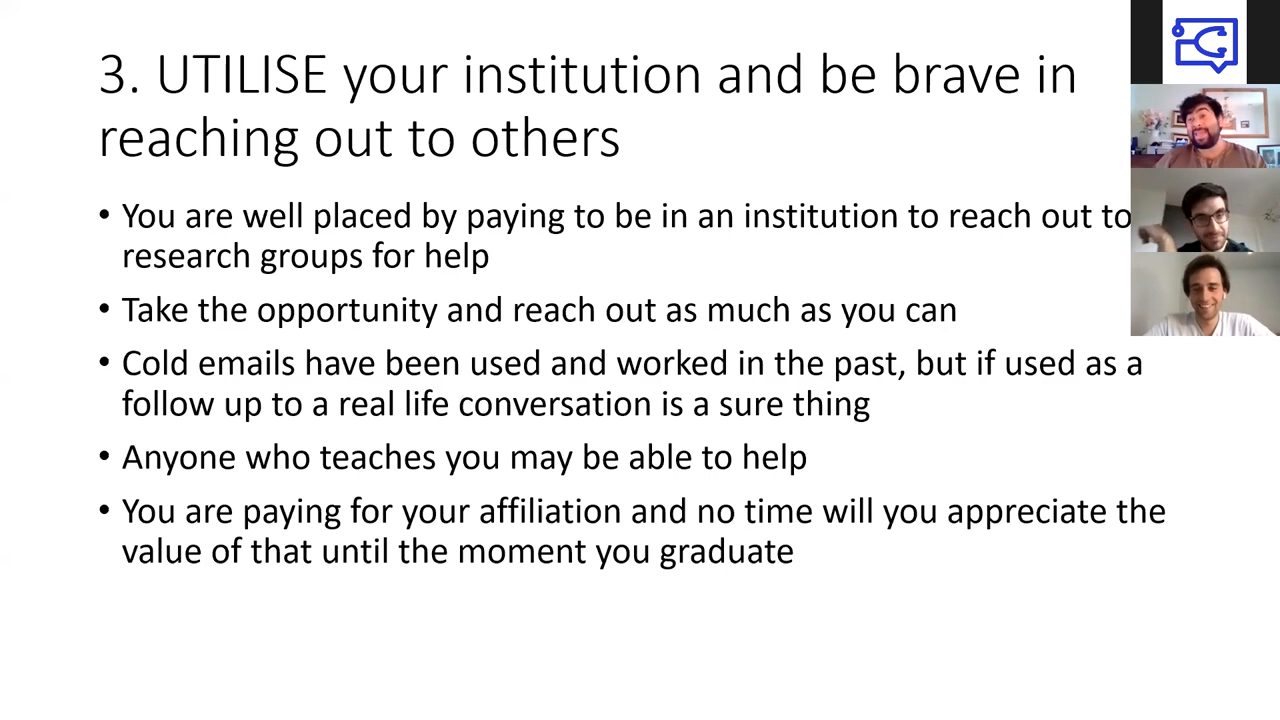 3. UTILISE your institution and be brave in
reaching out to others
• You are well placed by paying to be in an institution to reach out to
research groups for help
• Take the opportunity and reach out as much as you can
• Cold emails have been used and worked in the past, but if used as a
follow up to a real life conversation is a sure thing
• Anyone who teaches you may be able to help
• You are paying for your affiliation and no time will you appreciate the
value of that until the moment you graduate